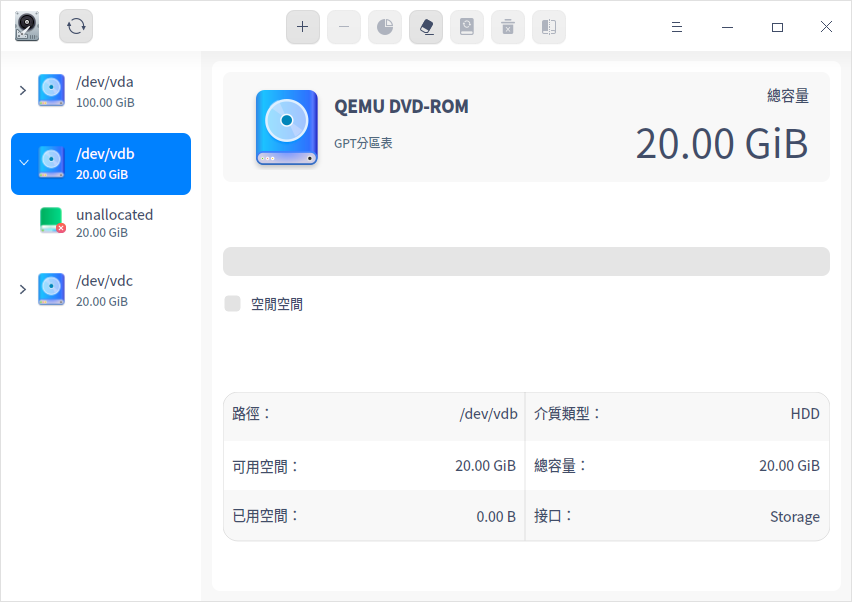 /dev/vda
100.00 GiB
/dev/vdb
20.00 GiB
unallocated
20.00 GiB
/dev/vdc
20.00 GiB
QEMU DVD-ROM
GPT分區表
總容量
20.00 GiB
空閒空間
路徑： /dev/vdb 介質類型： HDD
可用空間： 20.00 GiB 總容量： 20.00 GiB
已用空間： 0.00 B 接口： Storage